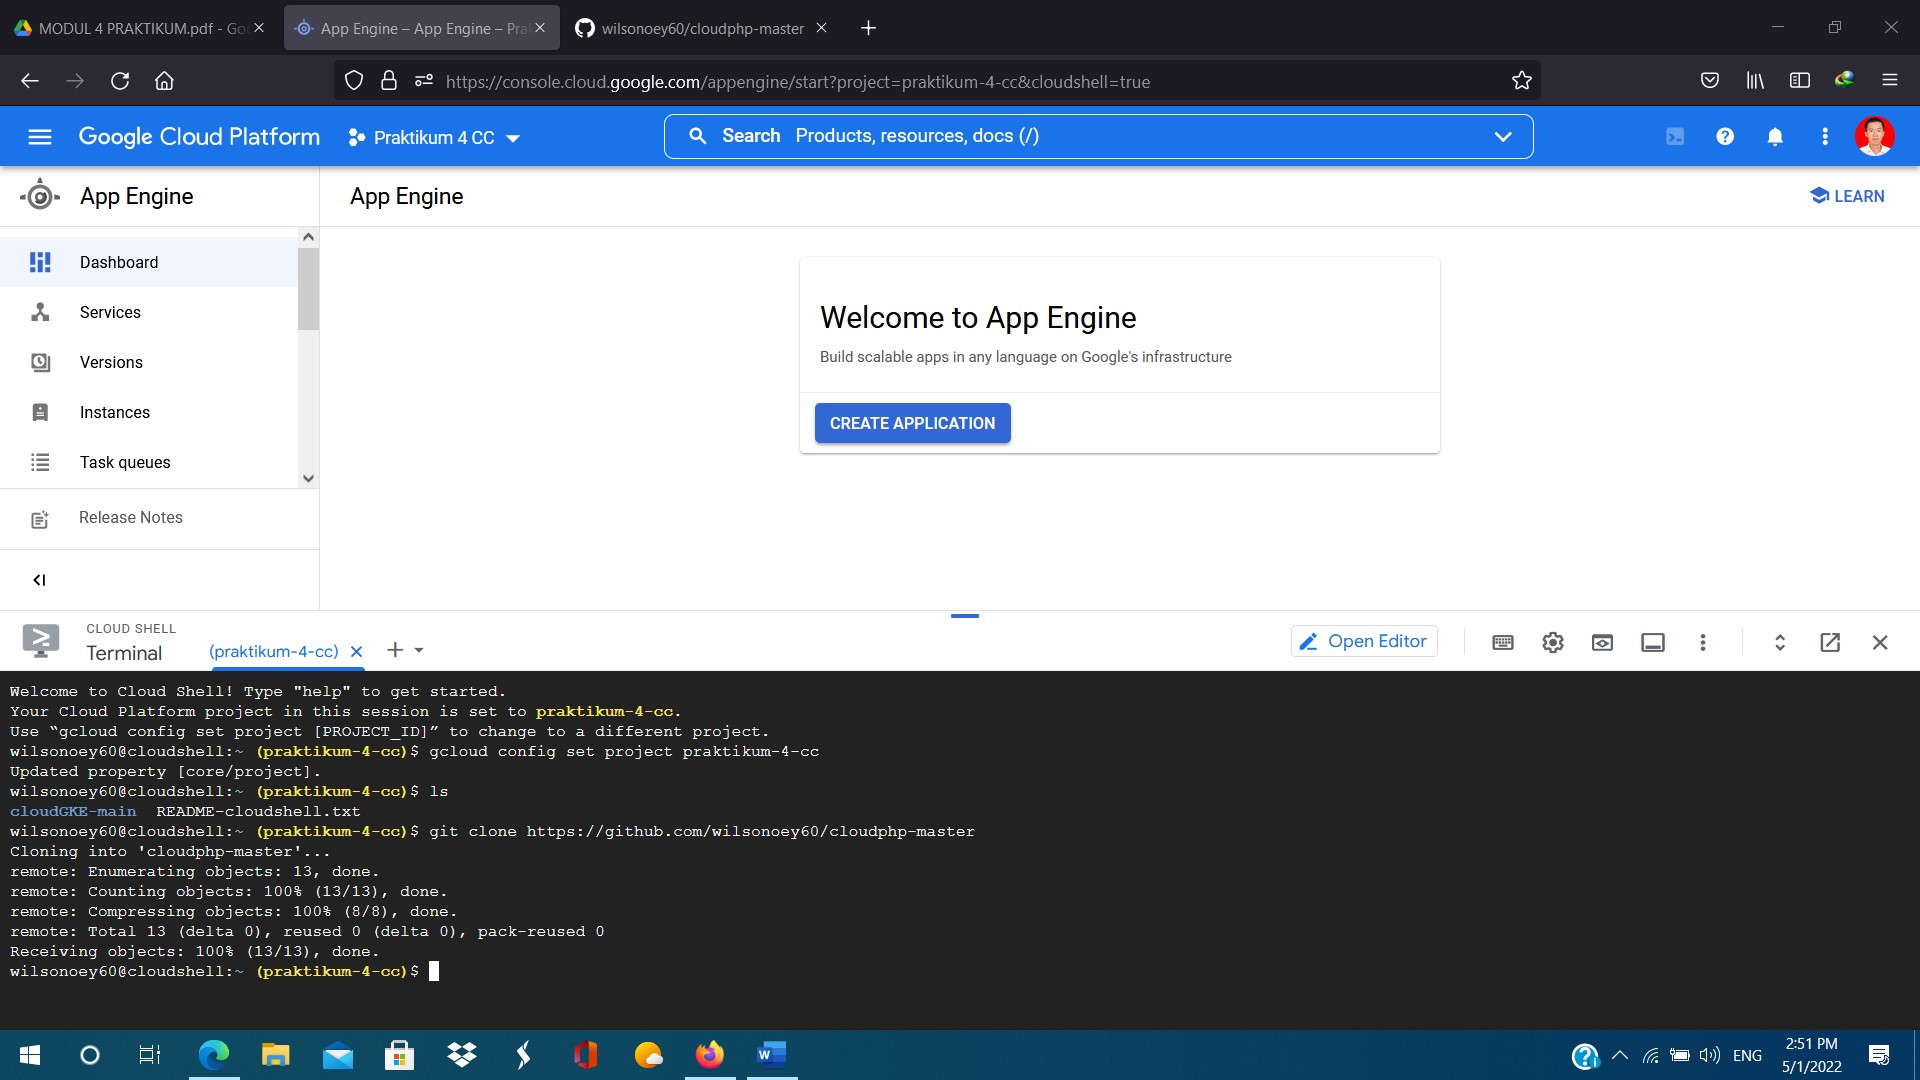 MODUL 4 PRAKTIKUM.pdf - Go
App Engine – App Engine – Pra
wilsonoey60/cloudphp-master
https://console.cloud.google.com/appengine/start?project=praktikum-4-cc&cloudshell=true
Google Cloud Platform
Praktikum 4 CC
Search Products, resources, docs (/)
App Engine
App Engine
LEARN
Dashboard
Services
Versions
Instances
Task queues
Release Notes
Welcome to App Engine
Build scalable apps in any language on Google's infrastructure
CREATE APPLICATION
CLOUD SHELL
Terminal
(praktikum-4-cc)
Open Editor
Welcome to Cloud Shell! Type "help" to get started.
Your Cloud Platform project in this session is set to praktikum-4-cc.
Use “gcloud config set project [PROJECT_ID]” to change to a different project.
wilsonoey60@cloudshell:~ (praktikum-4-cc)$ gcloud config set project praktikum-4-cc
Updated property [core/project].
wilsonoey60@cloudshell:~ (praktikum-4-cc)$ ls
cloudGKE-main  README-cloudshell.txt
wilsonoey60@cloudshell:~ (praktikum-4-cc)$ git clone https://github.com/wilsonoey60/cloudphp-master
Cloning into 'cloudphp-master'...
remote: Enumerating objects: 13, done.
remote: Counting objects: 100% (13/13), done.
remote: Compressing objects: 100% (8/8), done.
remote: Total 13 (delta 0), reused 0 (delta 0), pack-reused 0
Receiving objects: 100% (13/13), done.
wilsonoey60@cloudshell:~ (praktikum-4-cc)$
ENG
2:51 PM
5/1/2022